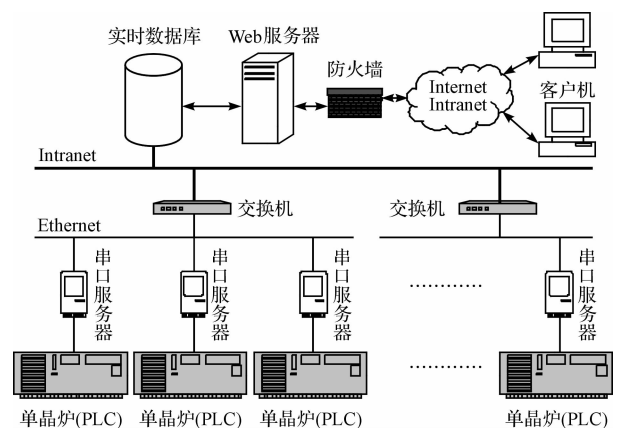 实时数据库
Web服务器
防火墙
Internet
Intranet
客户机
Intranet
交换机
交换机
Ethernet
串口服务器
串口服务器
串口服务器
串口服务器
............
............
单晶炉(PLC)
单晶炉(PLC)
单晶炉(PLC)
单晶炉(PLC)